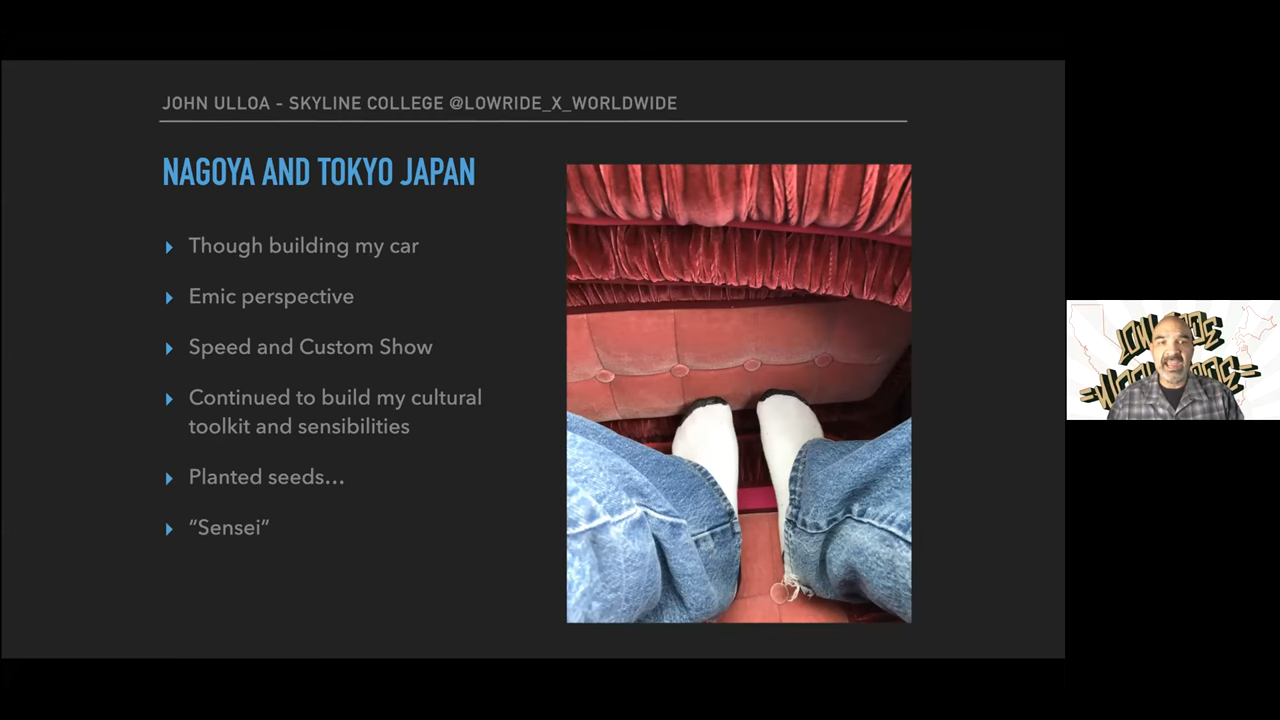 JOHN ULLOA - SKYLINE COLLEGE @LOWRIDE_X_WORLDWIDE
NAGOYA AND TOKYO JAPAN
Though building my car
Emic perspective
Speed and Custom Show
Continued to build my cultural
toolkit and sensibilities
Planted seeds…
“Sensei”